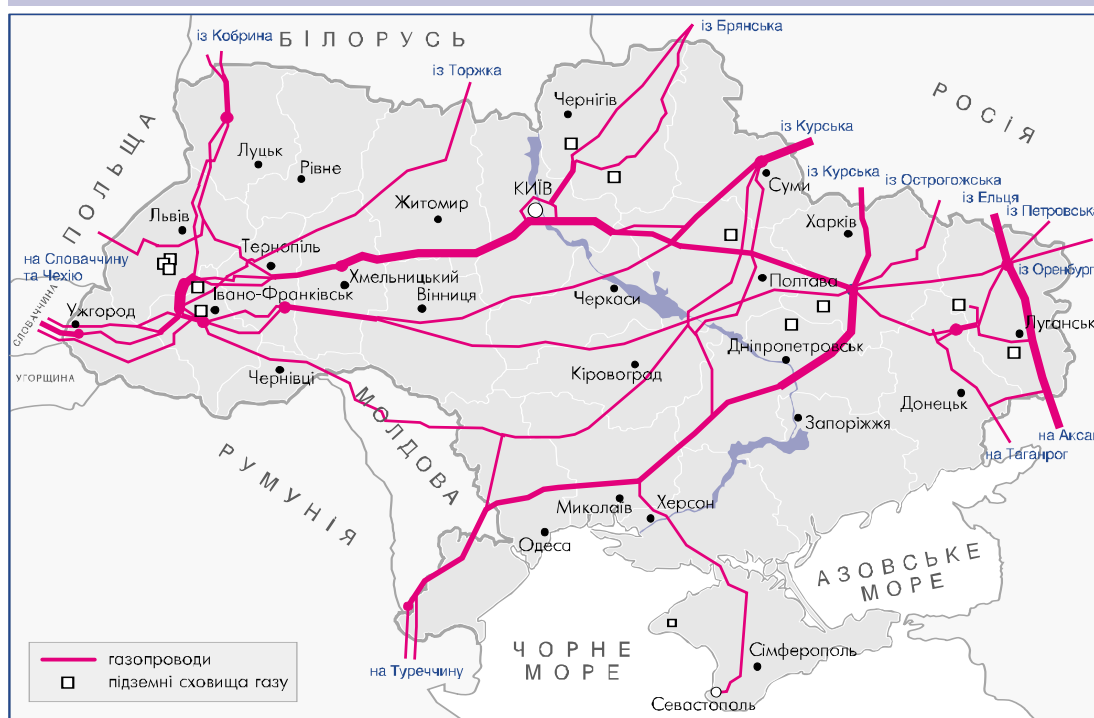 із Кобрина
БІЛОРУСЬ
із Брянська
із Торжка
РОСІЯ
ПОЛЬЩА
Чернігів
із Курська
Луцьк
Рівне
КИЇВ
Суми
із Курська
із Острогожська
із Єльця
із Петровська
Львів
Житомир
Харків
на Словаччину
та Чехію
Тернопіль
Хмельницький
Полтава
із Оренбург
Івано-Франківськ
Вінниця
Черкаси
Ужгород
СЛОВАЧЧИНА
Луганськ
УГОРЩИНА
Чернівці
Кіровоград
Дніпропетровськ
Донецьк
МОЛДОВА
Запоріжжя
на Аксай
на Таганрог
РУМУНІЯ
Миколаїв
Херсон
Одеса
АЗОВСЬКЕ
МОРЕ
ЧОРНЕ
МОРЕ
Сімферополь
Севастополь
на Туреччину
газопроводи
підземні сховища газу